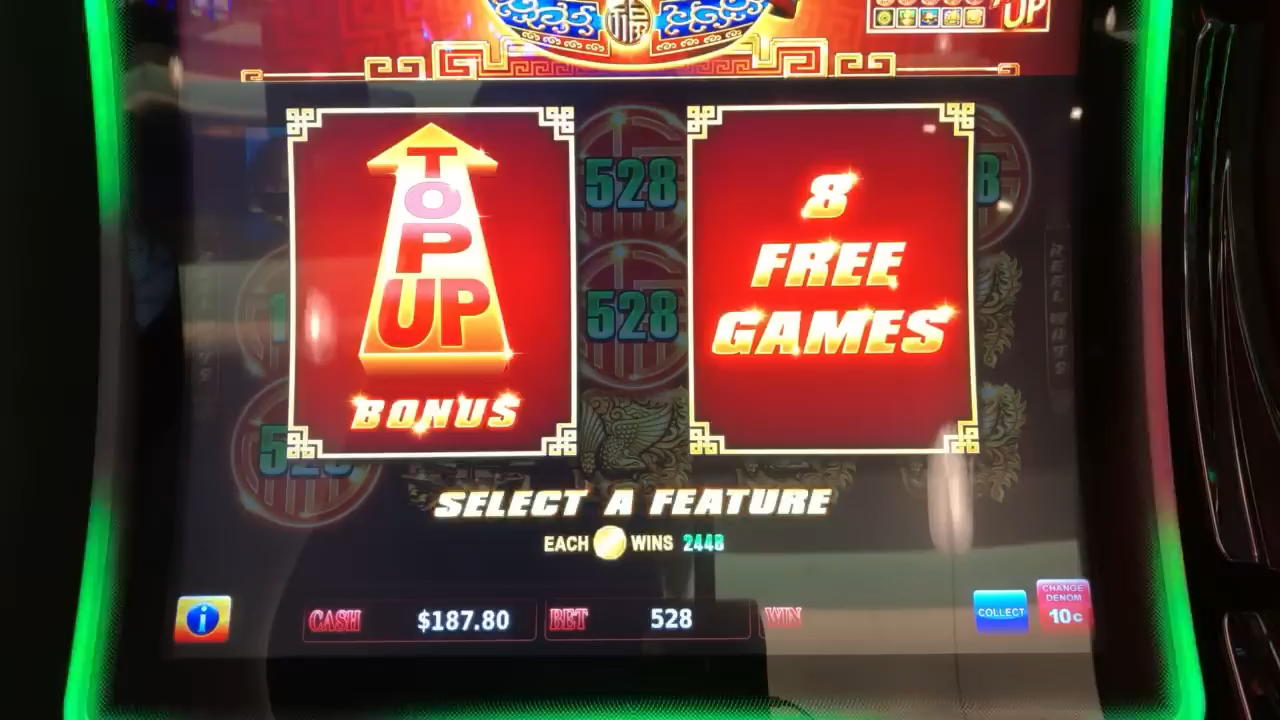 福
UP
TOP
UP
BONUS
528
528
8
FREE
GAMES
SELECT A FEATURE
EACH WINS 2448
i
CASH $187.80 BET 528 WIN
COLLECT
CHANGE
DENOM
10c